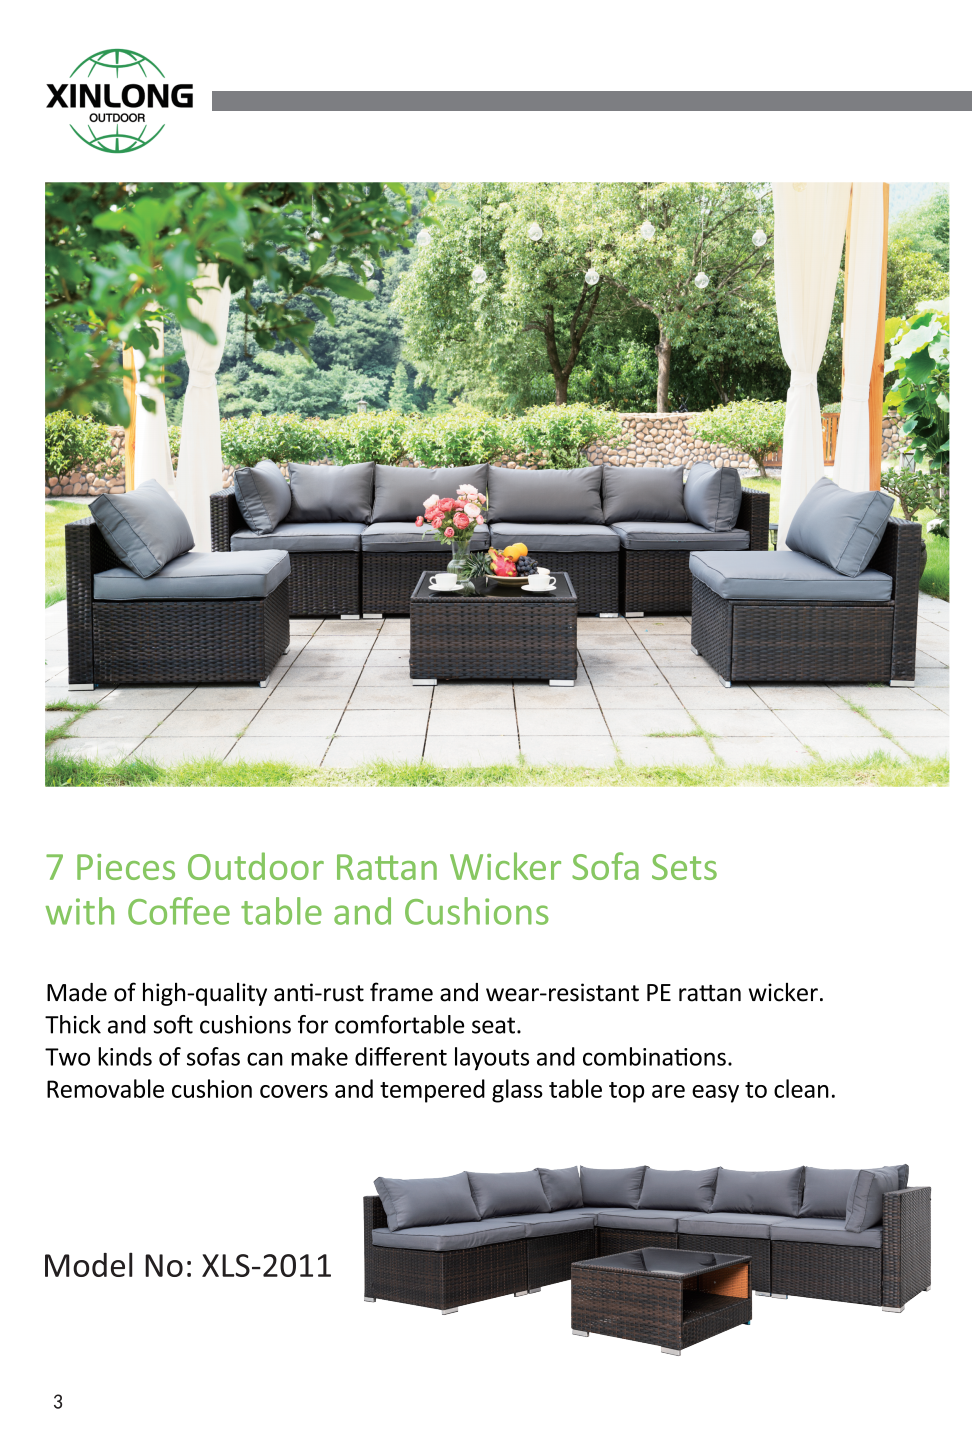 XINLONG
OUTDOOR
7 Pieces Outdoor Rattan Wicker Sofa Sets
with Coffee table and Cushions
Made of high-quality anti-rust frame and wear-resistant PE rattan wicker.
Thick and soft cushions for comfortable seat.
Two kinds of sofas can make different layouts and combinations.
Removable cushion covers and tempered glass table top are easy to clean.
Model No: XLS-2011
3